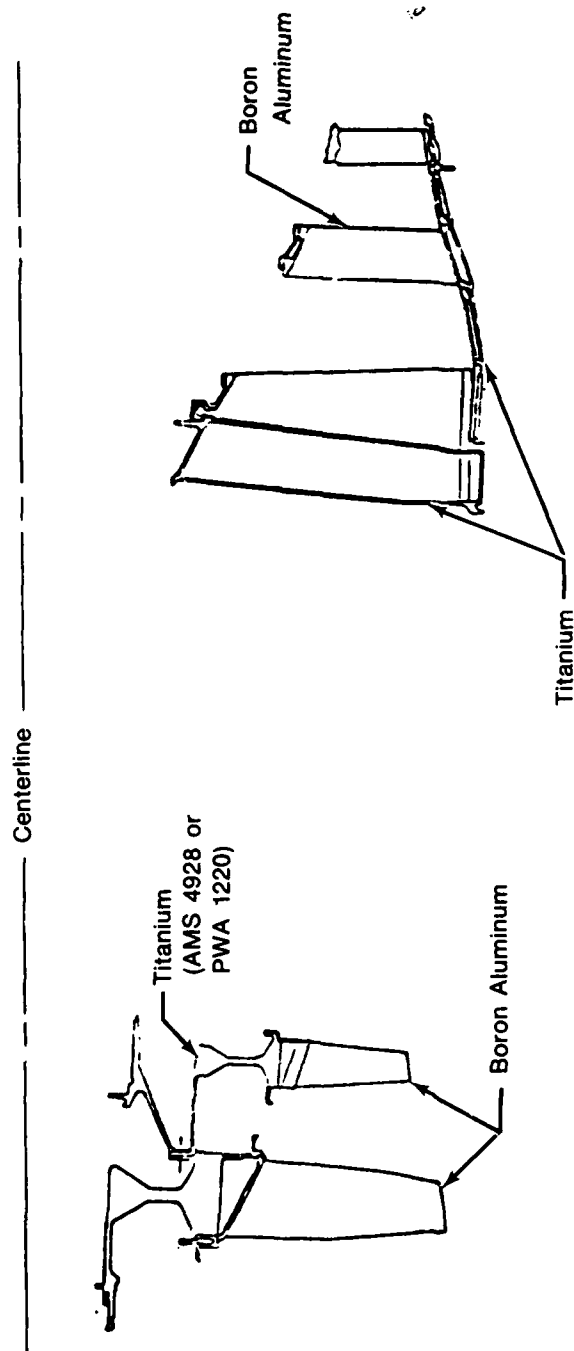 Centerline
Titanium
(AMS 4928 or
PWA 1220)
Boron Aluminum
Boron
Aluminum
Titanium